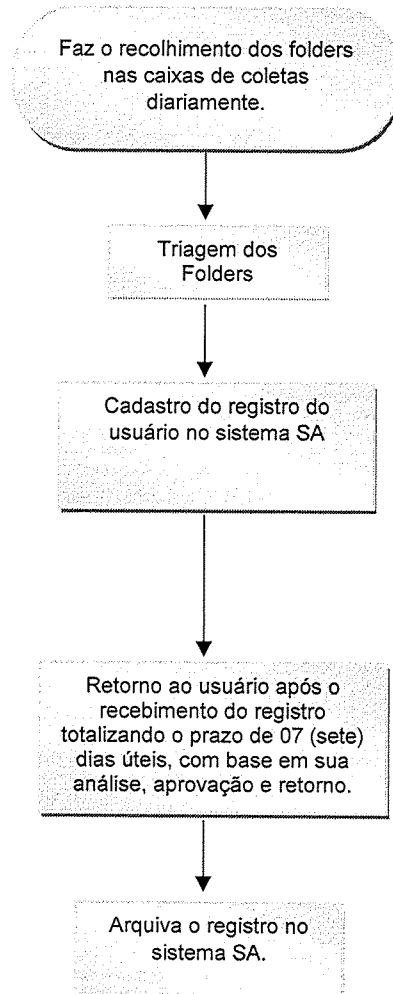 Faz o recolhimento dos folders
nas caixas de coletas
diariamente.
Triagem dos
Folders
Cadastro do registro do
usuário no sistema SA
Retorno ao usuário após o
recebimento do registro
totalizando o prazo de 07 (sete)
dias úteis, com base em sua
análise, aprovação e retorno.
Arquiva o registro no
sistema SA.